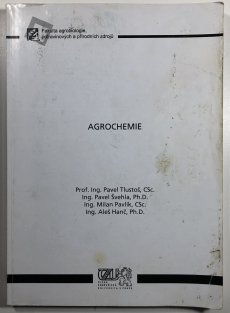 Fakulta agrobiologie,
potravinových a přírodních zdrojů
AGROCHEMIE
Prof. Ing. Pavel Tlustoš, CSc.
Ing. Pavel Švehla, Ph.D.
Ing. Milan Pavlík, CSc.
Ing. Aleš Hanč, Ph.D.